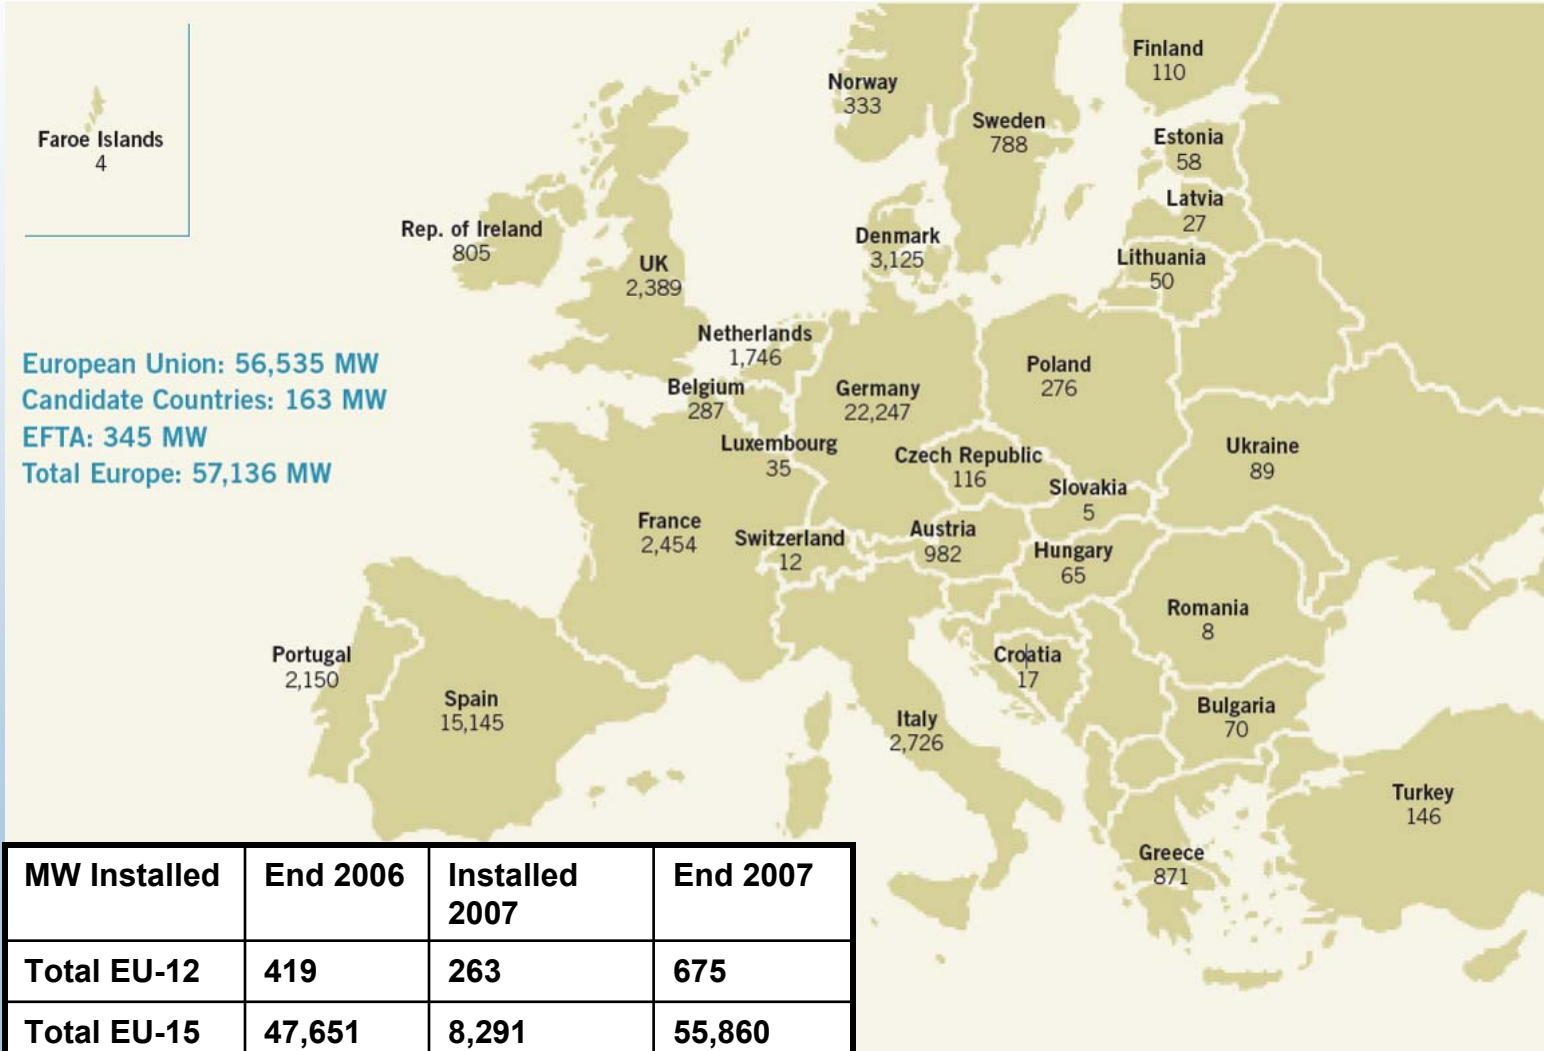 Faroe Islands
4
Norway
333
Sweden
788
Finland
110
Estonia
58
Latvia
27
Lithuania
50
Rep. of Ireland
805
UK
2,389
Denmark
3,125
Netherlands
1,746
Belgium
287
Luxembourg
35
Germany
22,247
Poland
276
Czech Republic
116
Slovakia
5
Ukraine
89
European Union: 56,535 MW
Candidate Countries: 163 MW
EFTA: 345 MW
Total Europe: 57,136 MW
France
2,454
Switzerland
12
Austria
982
Hungary
65
Romania
8
Portugal
2,150
Spain
15,145
Italy
2,726
Croatia
17
Bulgaria
70
Turkey
146
Greece
871
MW Installed End 2006 Installed 2007 End 2007
Total EU-12 419 263 675
Total EU-15 47,651 8,291 55,860